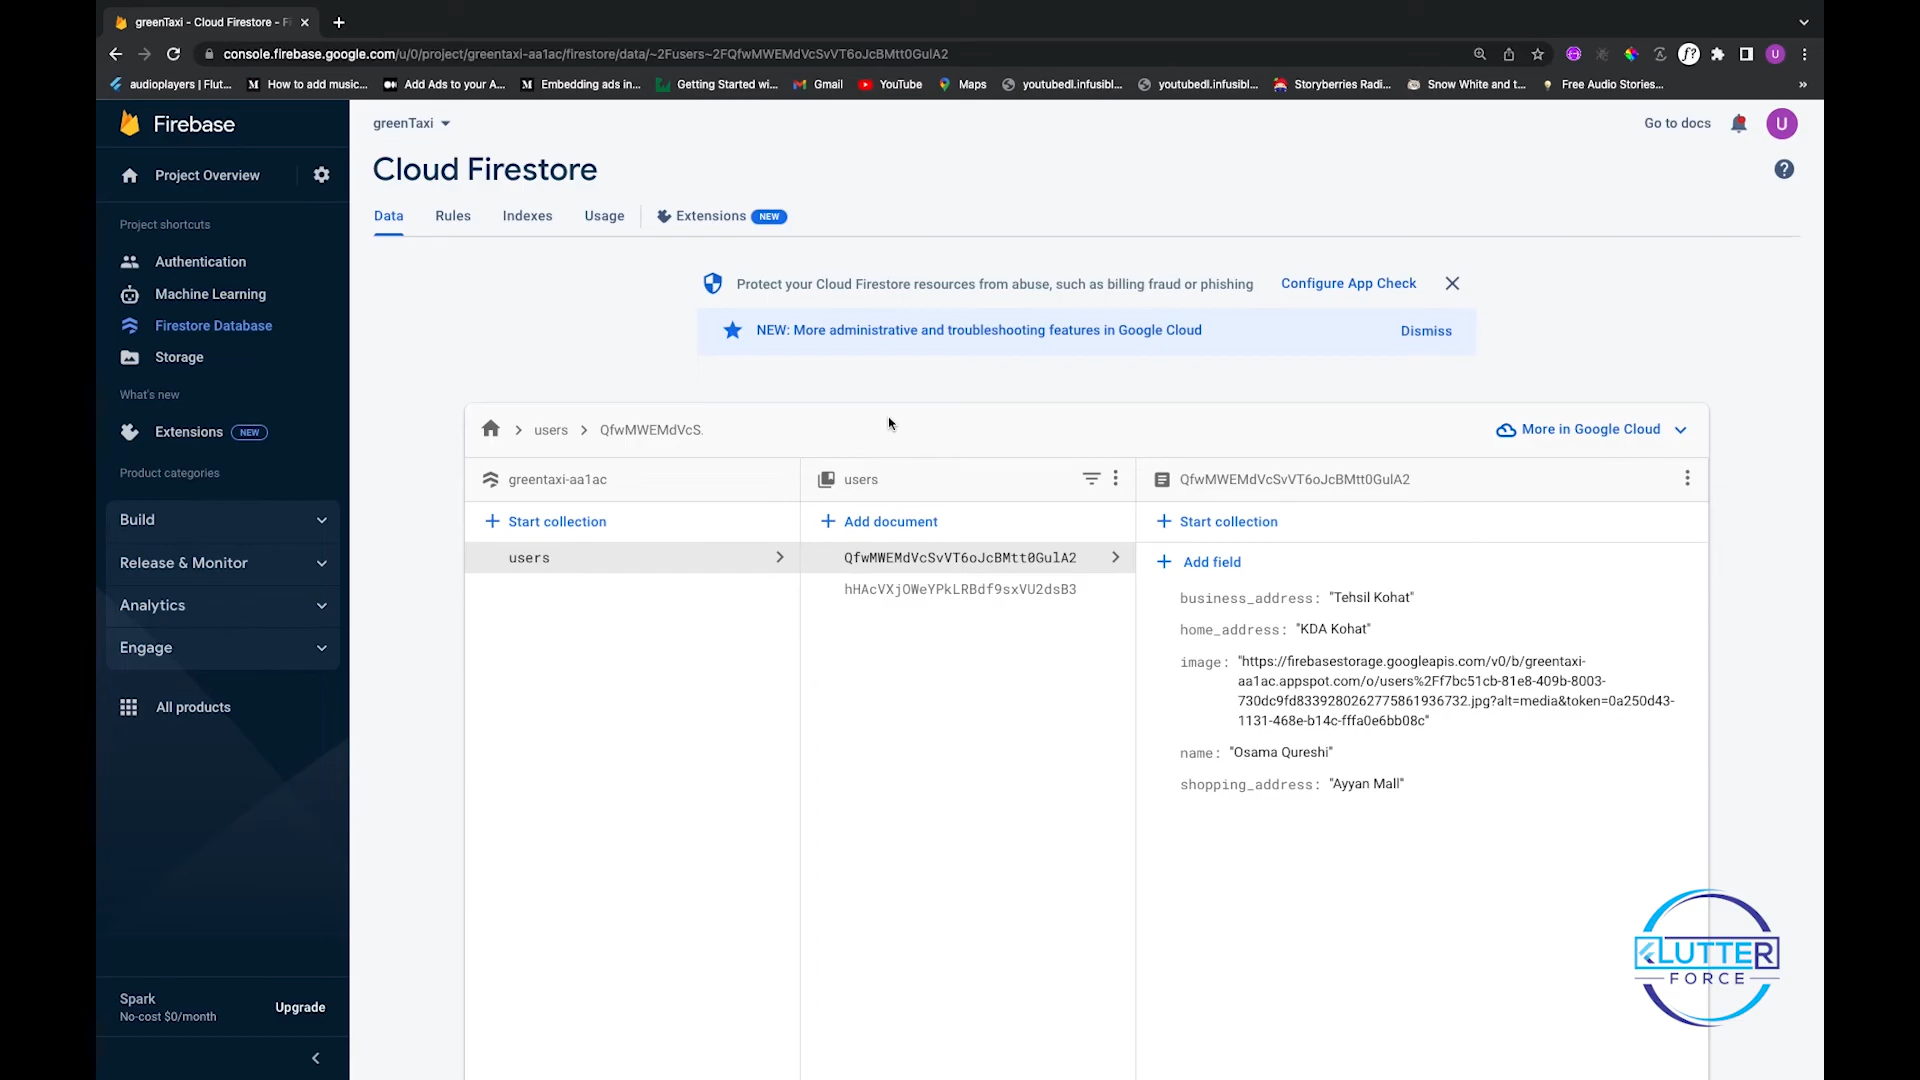 greenTaxi - Cloud Firestore - Fi
console.firebase.google.com/u/0/project/greentaxi-aa1ac/firestore/data/~2Fusers~2FQfwMWEMdVcSvVT6oJcBMtt0GulA2
audioplayers | Flut...
How to add music...
Add Ads to your A...
Embedding ads in...
Getting Started wi...
Gmail
YouTube
Maps
youtubedl.infusibl...
youtubedl.infusibl...
Storyberries Radi...
Snow White and t...
Free Audio Stories...
Firebase
greenTaxi
Go to docs
U
Project Overview
Cloud Firestore
Project shortcuts
Data
Rules
Indexes
Usage
Extensions NEW
Authentication
Machine Learning
Firestore Database
Storage
What's new
Extensions NEW
Product categories
Build
Release & Monitor
Analytics
Engage
All products
Spark
No-cost $0/month
Upgrade
Protect your Cloud Firestore resources from abuse, such as billing fraud or phishing
Configure App Check
NEW: More administrative and troubleshooting features in Google Cloud
Dismiss
users
QfwMWEMdVcS.
More in Google Cloud
greentaxi-aa1ac
users
QfwMWEMdVcSvVT6oJcBMtt0GulA2
+ Start collection
+ Add document
+ Start collection
users
QfwMWEMdVcSvVT6oJcBMtt0GulA2
hHAcVXjOWeYPkLRBdf9sxVU2dsB3
+ Add field
business_address: "Tehsil Kohat"
home_address: "KDA Kohat"
image: "https://firebasestorage.googleapis.com/v0/b/greentaxi-
aa1ac.appspot.com/o/users%2Ff7bc51cb-81e8-409b-8003-
730dc9fd8339280262775861936732.jpg?alt=media&token=0a250d43-
1131-468e-b14c-fffa0e6bb08c"
name: "Osama Qureshi"
shopping_address: "Ayyan Mall"
FLUTTER
FORCE